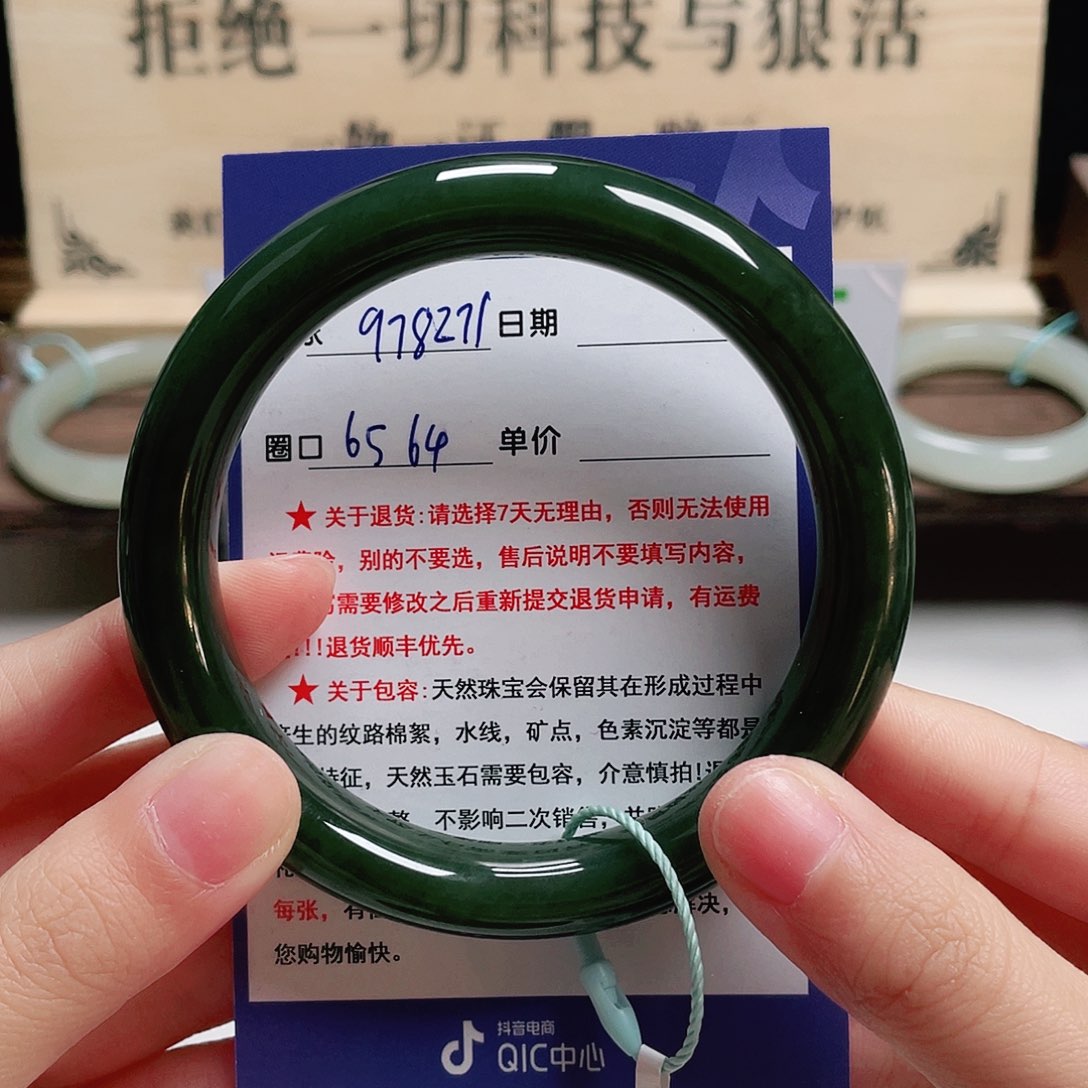 拒绝一切科技与狠活
978271 日期
圈口 65 64 单价
★关于退货:请选择7天无理由，否则无法使用
，别的不要选，售后说明不要填写内容，
需要修改之后重新提交退货申请，有运费
!!!退货顺丰优先。
★关于包容:天然珠宝会保留其在形成过程中
产生的纹路棉絮，水线，矿点，色素沉淀等都是
特征，天然玉石需要包容，介意慎拍!
不影响二次销售，
每张，
您购物愉快。
抖音电商
QIC中心